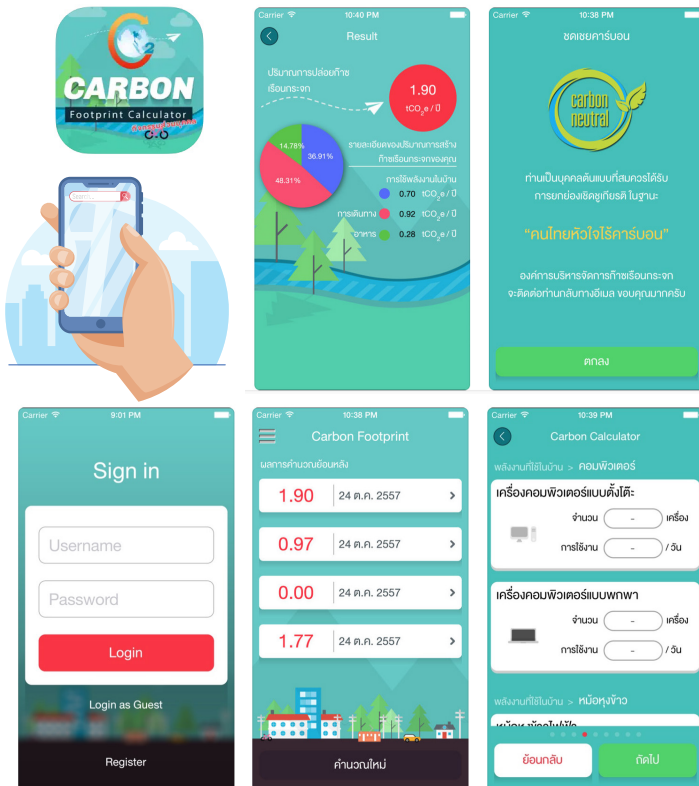 2
CARBON
Footprint Calculator
Search...
Carrier 10:40 PM
Result
ปริมาณการปล่อยก๊าซ
เรือนกระจก
1.90
tCO2e / ปี
14.78%
36.91%
48.31%
รายละเอียดของปริมาณการสร้าง
ก๊าซเรือนกระจกของคุณ
การใช้พลังงานในบ้าน
0.70 tCO2e / ปี
การเดินทาง 0.92 tCO2e / ปี
อาหาร 0.28 tCO2e / ปี
Carrier 10:38 PM
ชดเชยคาร์บอน
carbon
neutral
ท่านเป็นบุคคลต้นแบบที่สมควรได้รับ
การยกย่องเชิดชูเกียรติ ในฐานะ
“คนไทยหัวใจไร้คาร์บอน”
องค์การบริหารจัดการก๊าซเรือนกระจก
จะติดต่อท่านกลับทางอีเมล ขอบคุณมากครับ
ตกลง
Carrier 9:01 PM
Sign in
Username
Password
Login
Login as Guest
Register
Carrier 10:38 PM
Carbon Footprint
ผลการคำนวณย้อนหลัง
1.90 24 ต.ค. 2557 >
0.97 24 ต.ค. 2557 >
0.00 24 ต.ค. 2557 >
1.77 24 ต.ค. 2557 >
คำนวณใหม่
Carrier 10:39 PM
Carbon Calculator
พลังงานที่ใช้ในบ้าน > คอมพิวเตอร์
เครื่องคอมพิวเตอร์แบบตั้งโต๊ะ
จำนวน - เครื่อง
การใช้งาน - / วัน
เครื่องคอมพิวเตอร์แบบพกพา
จำนวน - เครื่อง
การใช้งาน - / วัน
พลังงานที่ใช้ในบ้าน > หม้อหุงข้าว
หม้อหุงข้าวไฟฟ้า
ย้อนกลับ
ถัดไป